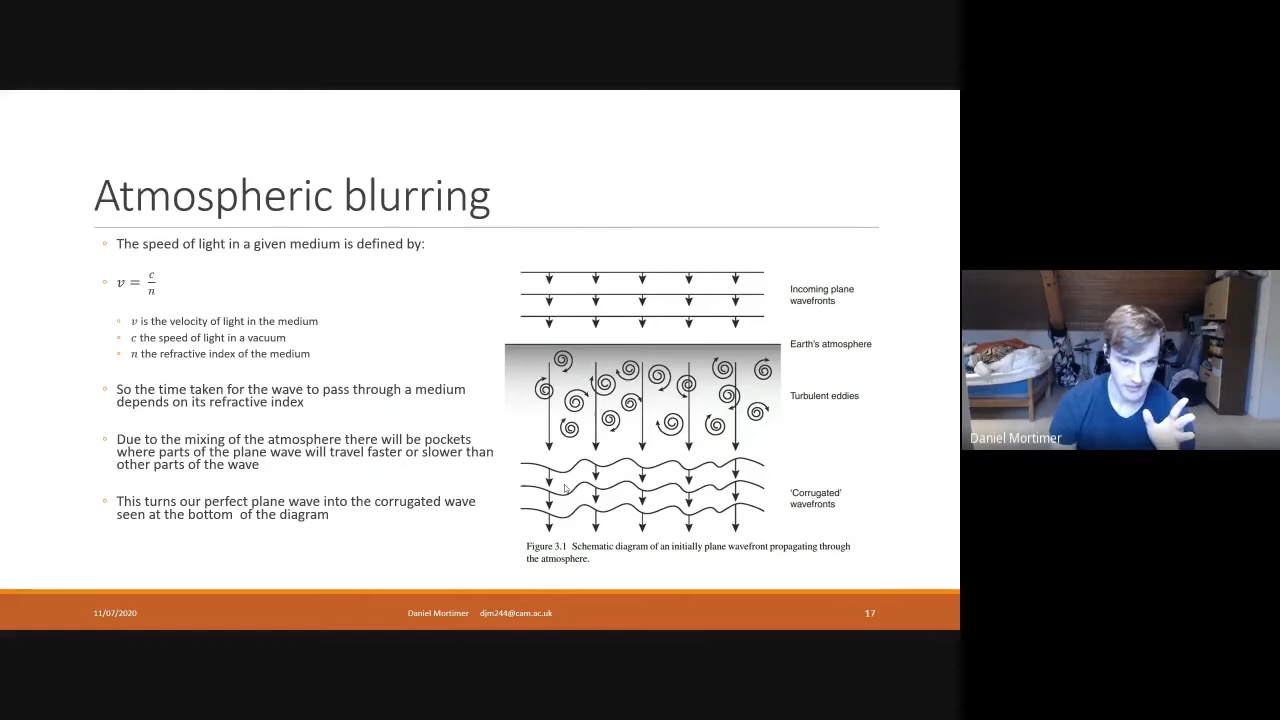 Atmospheric blurring
The speed of light in a given medium is defined by:
v = c/n
v is the velocity of light in the medium
c the speed of light in a vacuum
n the refractive index of the medium
So the time taken for the wave to pass through a medium
depends on its refractive index
Due to the mixing of the atmosphere there will be pockets
where parts of the plane wave will travel faster or slower than
other parts of the wave
This turns our perfect plane wave into the corrugated wave
seen at the bottom of the diagram
Incoming plane
wavefronts
Earth's atmosphere
Turbulent eddies
'Corrugated'
wavefronts
Figure 3.1 Schematic diagram of an initially plane wavefront propagating through
the atmosphere.
11/07/2020
Daniel Mortimer djm244@cam.ac.uk
17
Daniel Mortimer